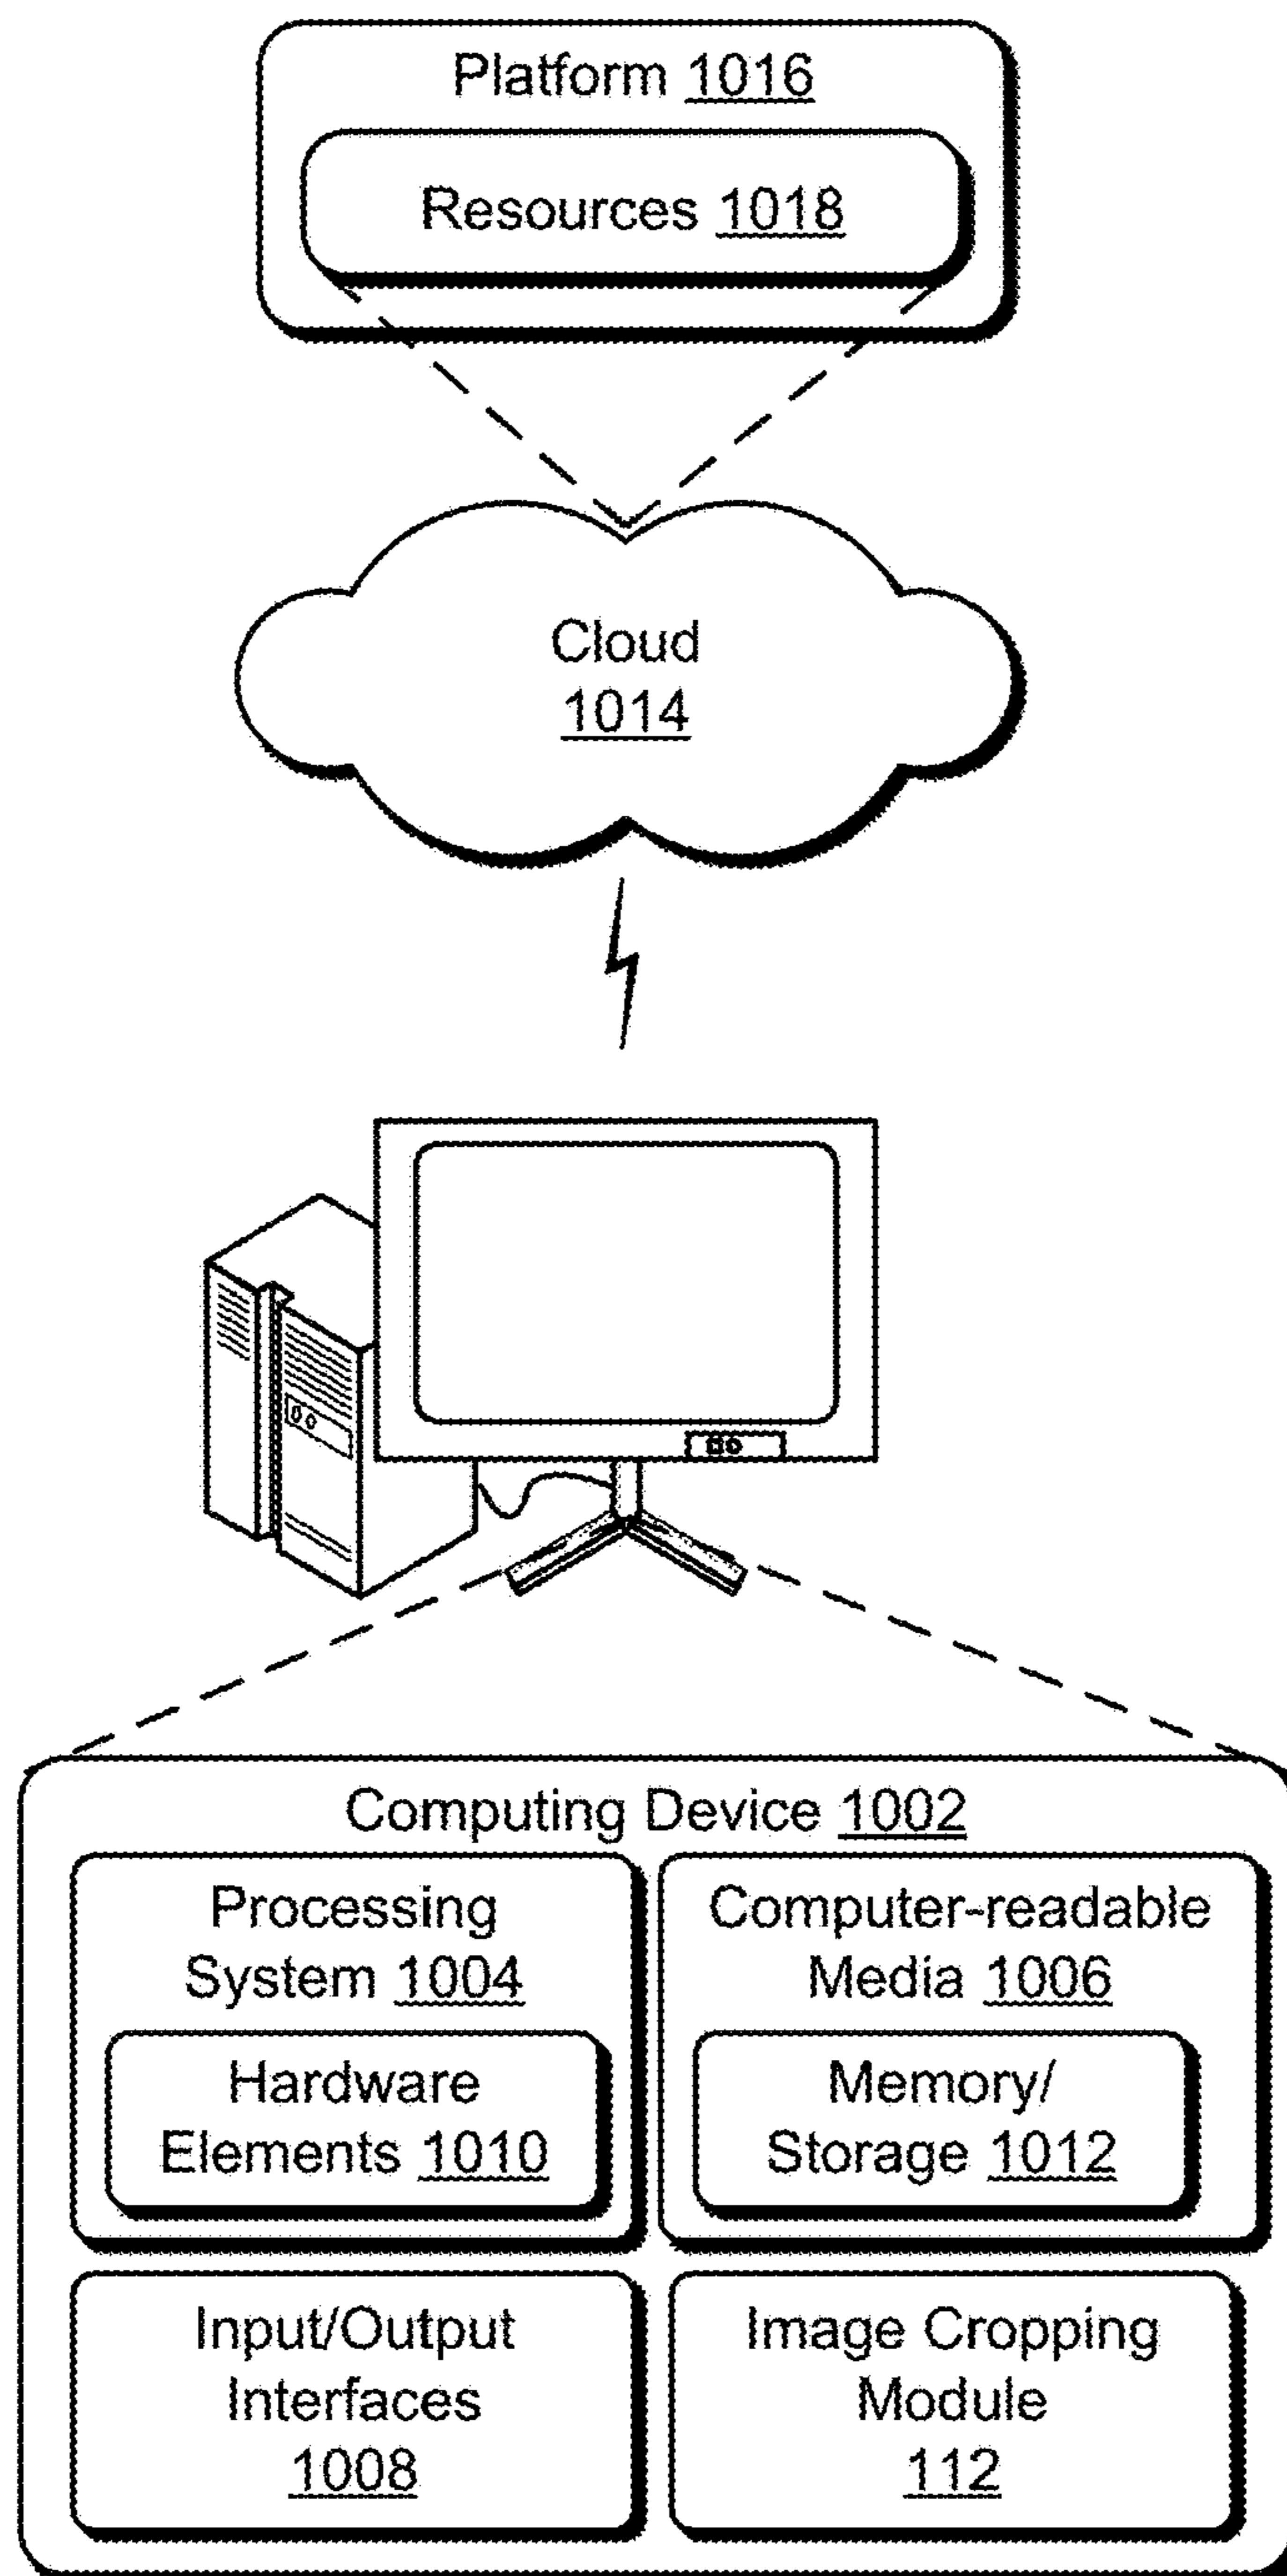 Platform 1016
Resources 1018
Cloud
1014
Computing Device 1002
Processing
System 1004
Hardware
Elements 1010
Computer-readable
Media 1006
Memory/
Storage 1012
Input/Output
Interfaces
1008
Image Cropping
Module
112